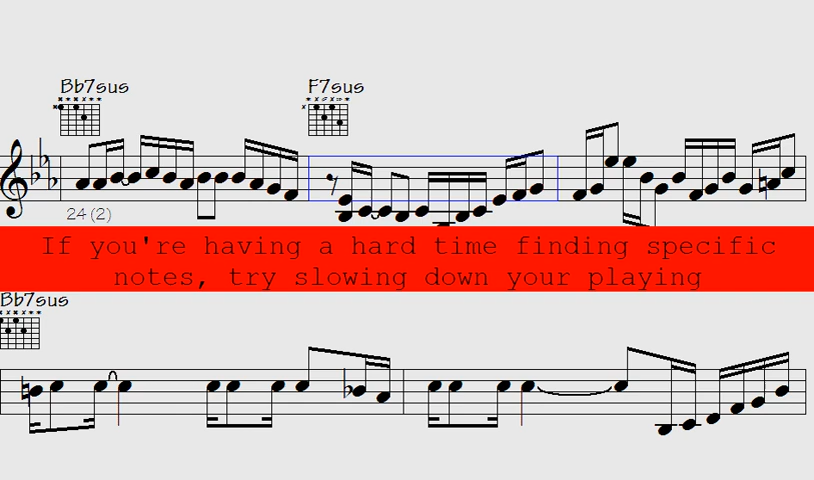 Bb7sus F7sus
24 (2)
If you're having a hard time finding specific
notes, try slowing down your playing
Bb7sus